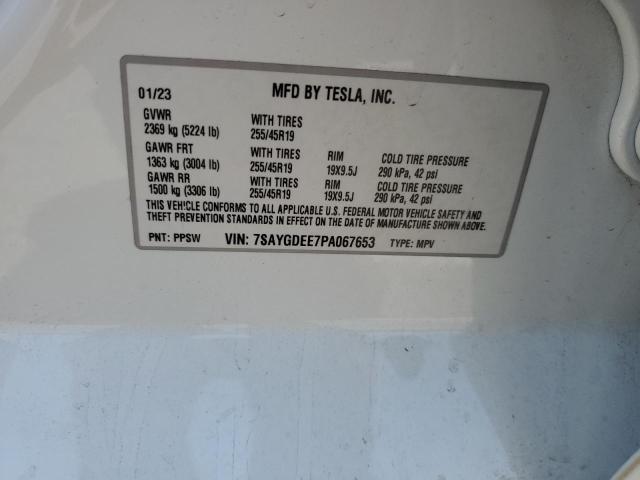 01/23 MFD BY TESLA, INC.
GVWR WITH TIRES
2369 kg (5224 lb) 255/45R19
GAWR FRT WITH TIRES RIM COLD TIRE PRESSURE
1363 kg (3004 lb) 255/45R19 19X9.5J 290 kPa, 42 psi
GAWR RR WITH TIRES RIM COLD TIRE PRESSURE
1500 kg (3306 lb) 255/45R19 19X9.5J 290 kPa, 42 psi
THIS VEHICLE CONFORMS TO ALL APPLICABLE U.S. FEDERAL MOTOR VEHICLE SAFETY AND
THEFT PREVENTION STANDARDS IN EFFECT ON THE DATE OF MANUFACTURE SHOWN ABOVE.
PNT: PPSW VIN: 7SAYGDEE7PA067653 TYPE: MPV